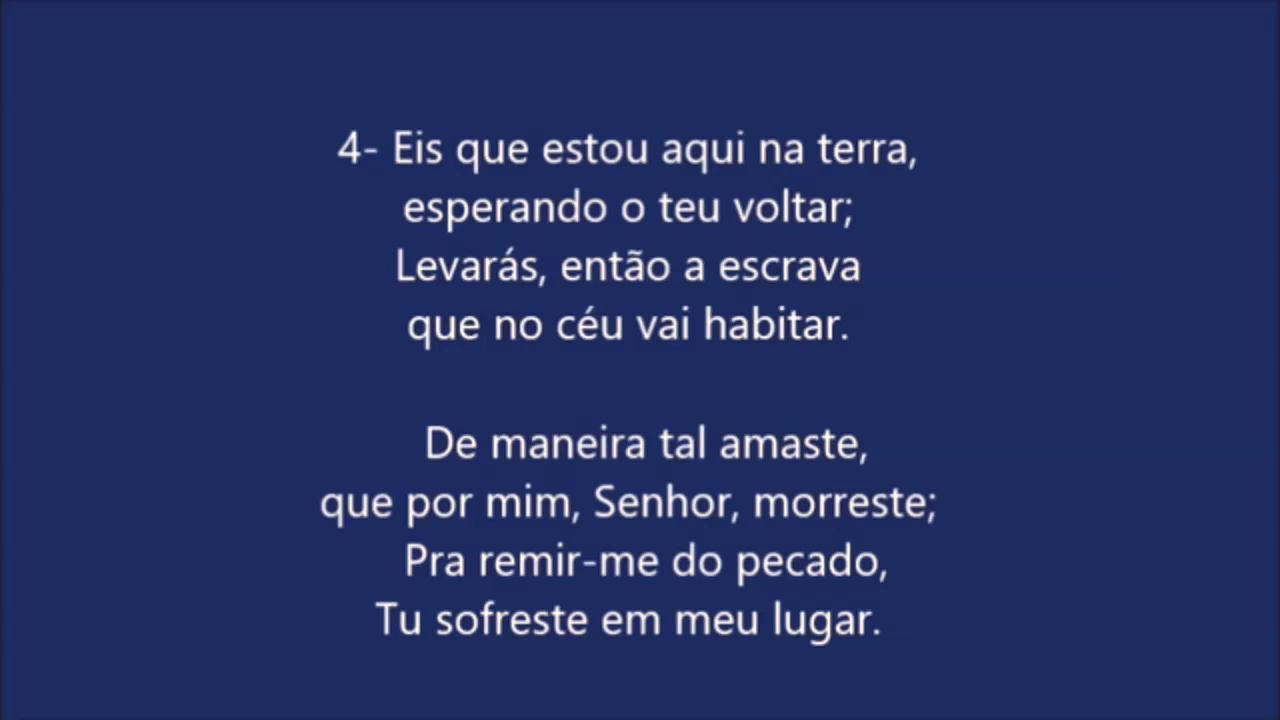 4- Eis que estou aqui na terra,
esperando o teu voltar;
Levarás, então a escrava
que no céu vai habitar.
De maneira tal amaste,
que por mim, Senhor, morreste;
Pra remir-me do pecado,
Tu sofreste em meu lugar.